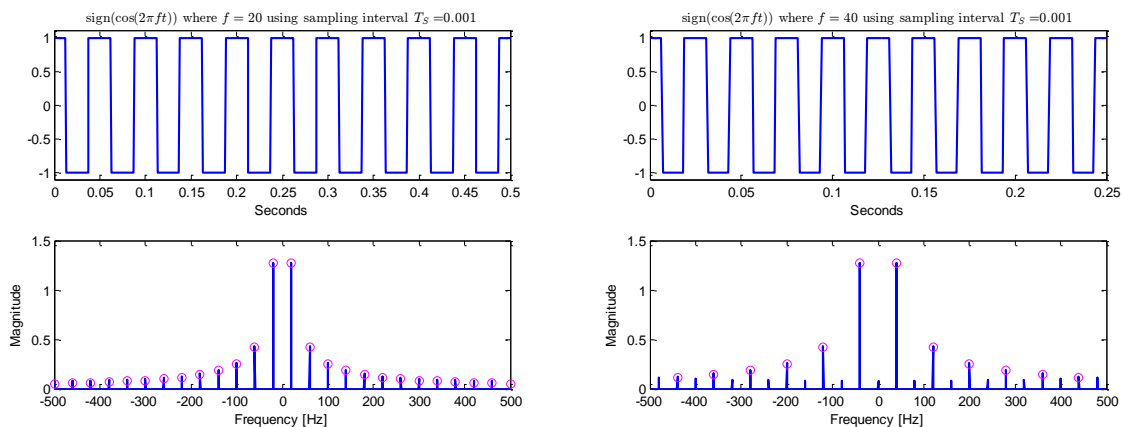 sign(cos(2πft)) where f = 20 using sampling interval T_S =0.001
1
0.5
0
-0.5
-1
0 0.05 0.1 0.15 0.2 0.25 0.3 0.35 0.4 0.45 0.5
Seconds
1.5
1
0.5
0
Magnitude
-500 -400 -300 -200 -100 0 100 200 300 400 500
Frequency [Hz]
sign(cos(2πft)) where f = 40 using sampling interval T_S =0.001
1
0.5
0
-0.5
-1
0 0.05 0.1 0.15 0.2 0.25
Seconds
1.5
1
0.5
0
Magnitude
-500 -400 -300 -200 -100 0 100 200 300 400 500
Frequency [Hz]